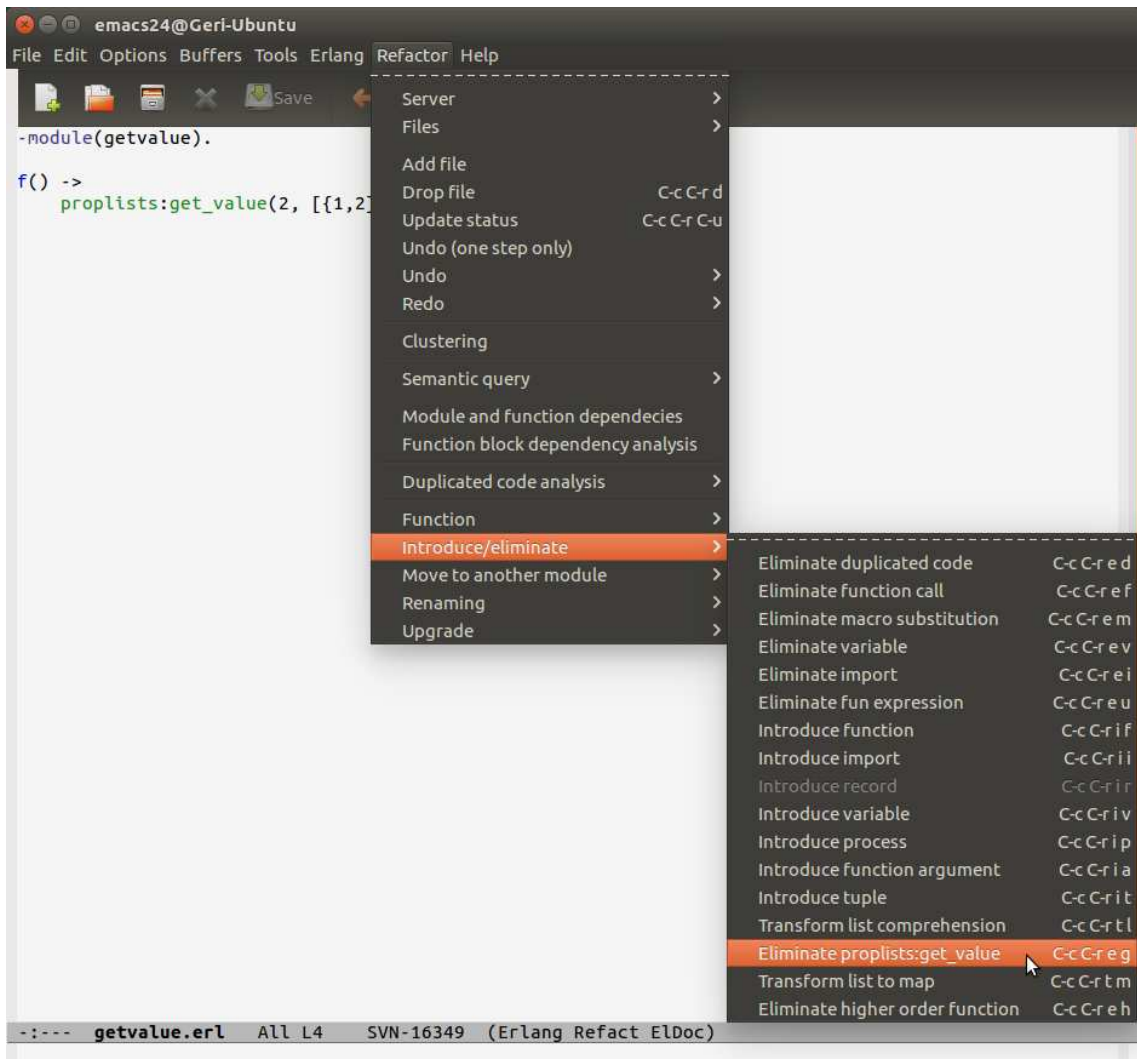 emacs24@Geri-Ubuntu
File Edit Options Buffers Tools Erlang Refactor Help
Save
-module(getvalue).
f() ->
proplists:get_value(2, [{1,2]
Server >
Files >
Add file
Drop file C-c C-r d
Update status C-c C-r C-u
Undo (one step only)
Undo >
Redo >
Clustering
Semantic query >
Module and function dependecies
Function block dependency analysis
Duplicated code analysis >
Function >
Introduce/eliminate >
Move to another module >
Renaming >
Upgrade >
Eliminate duplicated code C-c C-r e d
Eliminate function call C-c C-r e f
Eliminate macro substitution C-c C-r e m
Eliminate variable C-c C-r e v
Eliminate import C-c C-r e i
Eliminate fun expression C-c C-r e u
Introduce function C-c C-r i f
Introduce import C-c C-r i i
Introduce record C-c C-r i r
Introduce variable C-c C-r i v
Introduce process C-c C-r i p
Introduce function argument C-c C-r i a
Introduce tuple C-c C-r i t
Transform list comprehension C-c C-r t l
Eliminate proplists:get_value C-c C-r e g
Transform list to map C-c C-r t m
Eliminate higher order function C-c C-r e h
-:--- getvalue.erl All L4 SVN-16349 (Erlang Refact ElDoc)